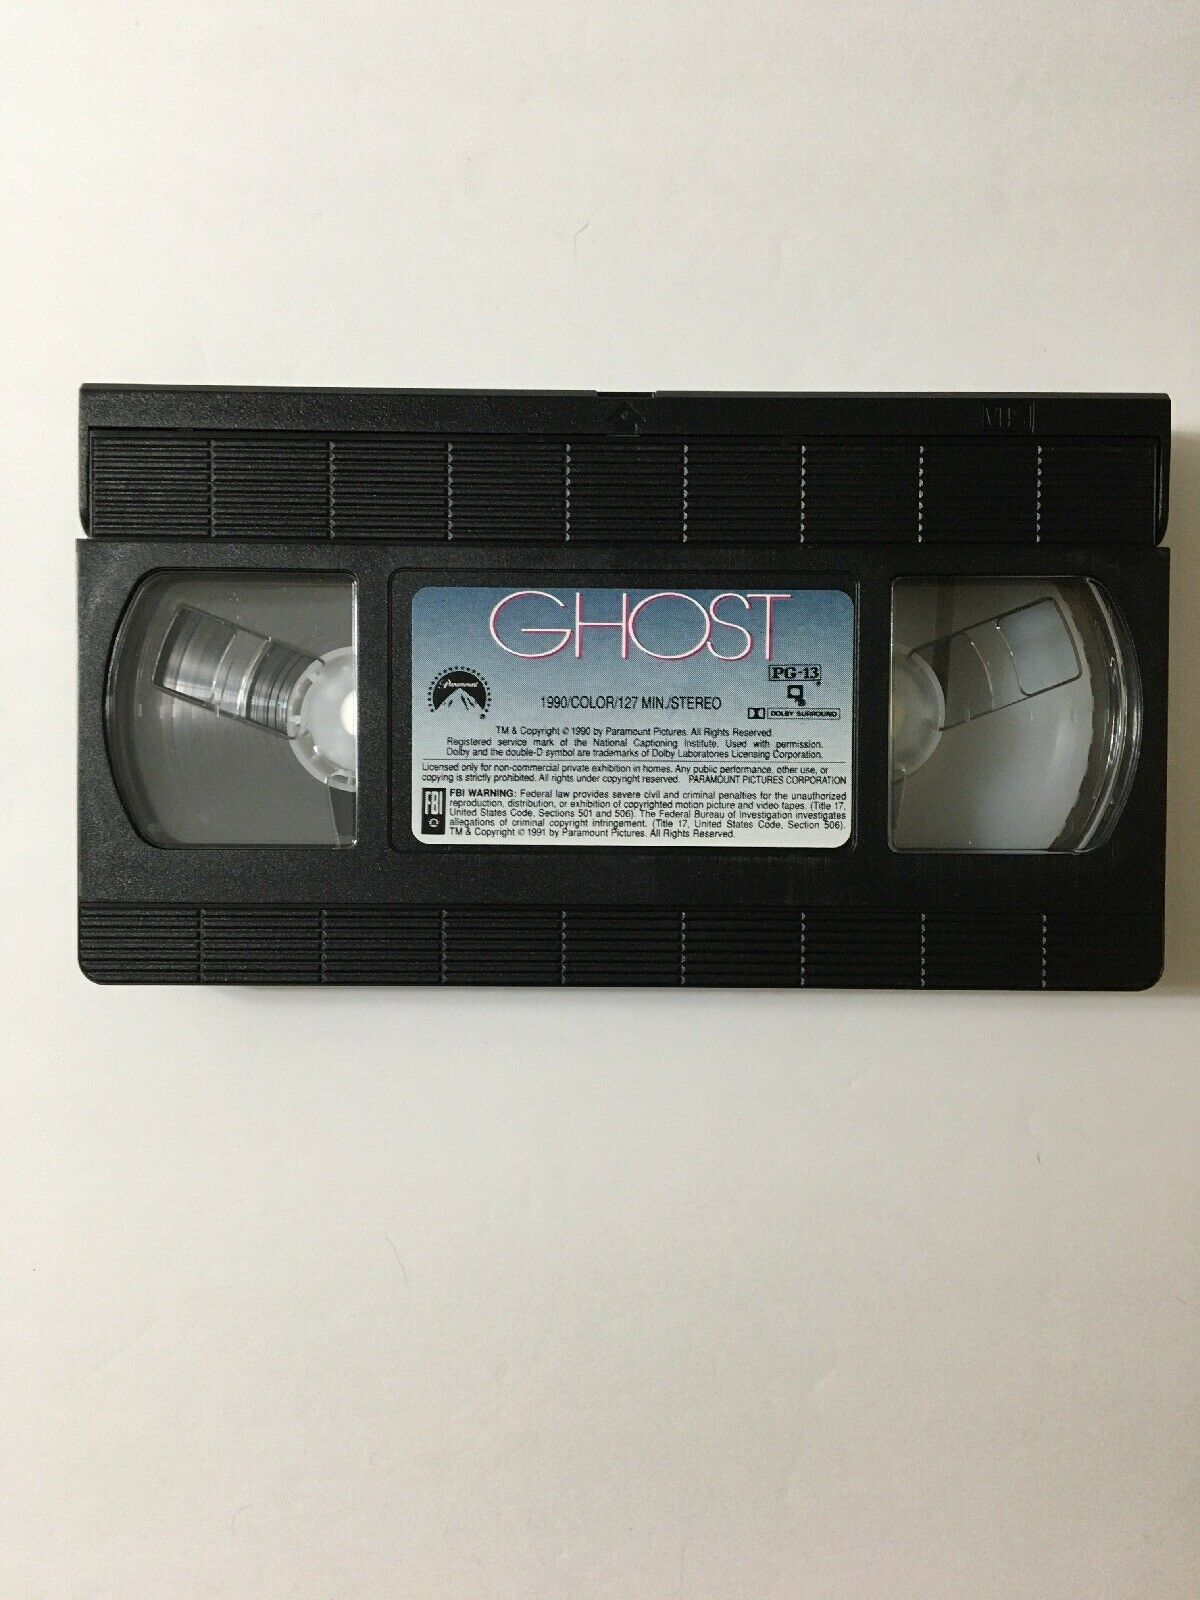 VHS
GHOST
Paramount
®
PG-13
®
1990/COLOR/127 MIN./STEREO
DOLBY SURROUND
TM & Copyright © 1990 by Paramount Pictures. All Rights Reserved.
Registered service mark of the National Captioning Institute. Used with permission.
Dolby and the double-D symbol are trademarks of Dolby Laboratories Licensing Corporation.
Licensed only for non-commercial private exhibition in homes. Any public performance, other use, or
copying is strictly prohibited. All rights under copyright reserved. PARAMOUNT PICTURES CORPORATION
FBI
FBI WARNING: Federal law provides severe civil and criminal penalties for the unauthorized
reproduction, distribution, or exhibition of copyrighted motion picture and video tapes. (Title 17,
United States Code, Sections 501 and 506). The Federal Bureau of Investigation investigates
allegations of criminal copyright infringement. (Title 17, United States Code, Section 506).
TM & Copyright © 1991 by Paramount Pictures. All Rights Reserved.